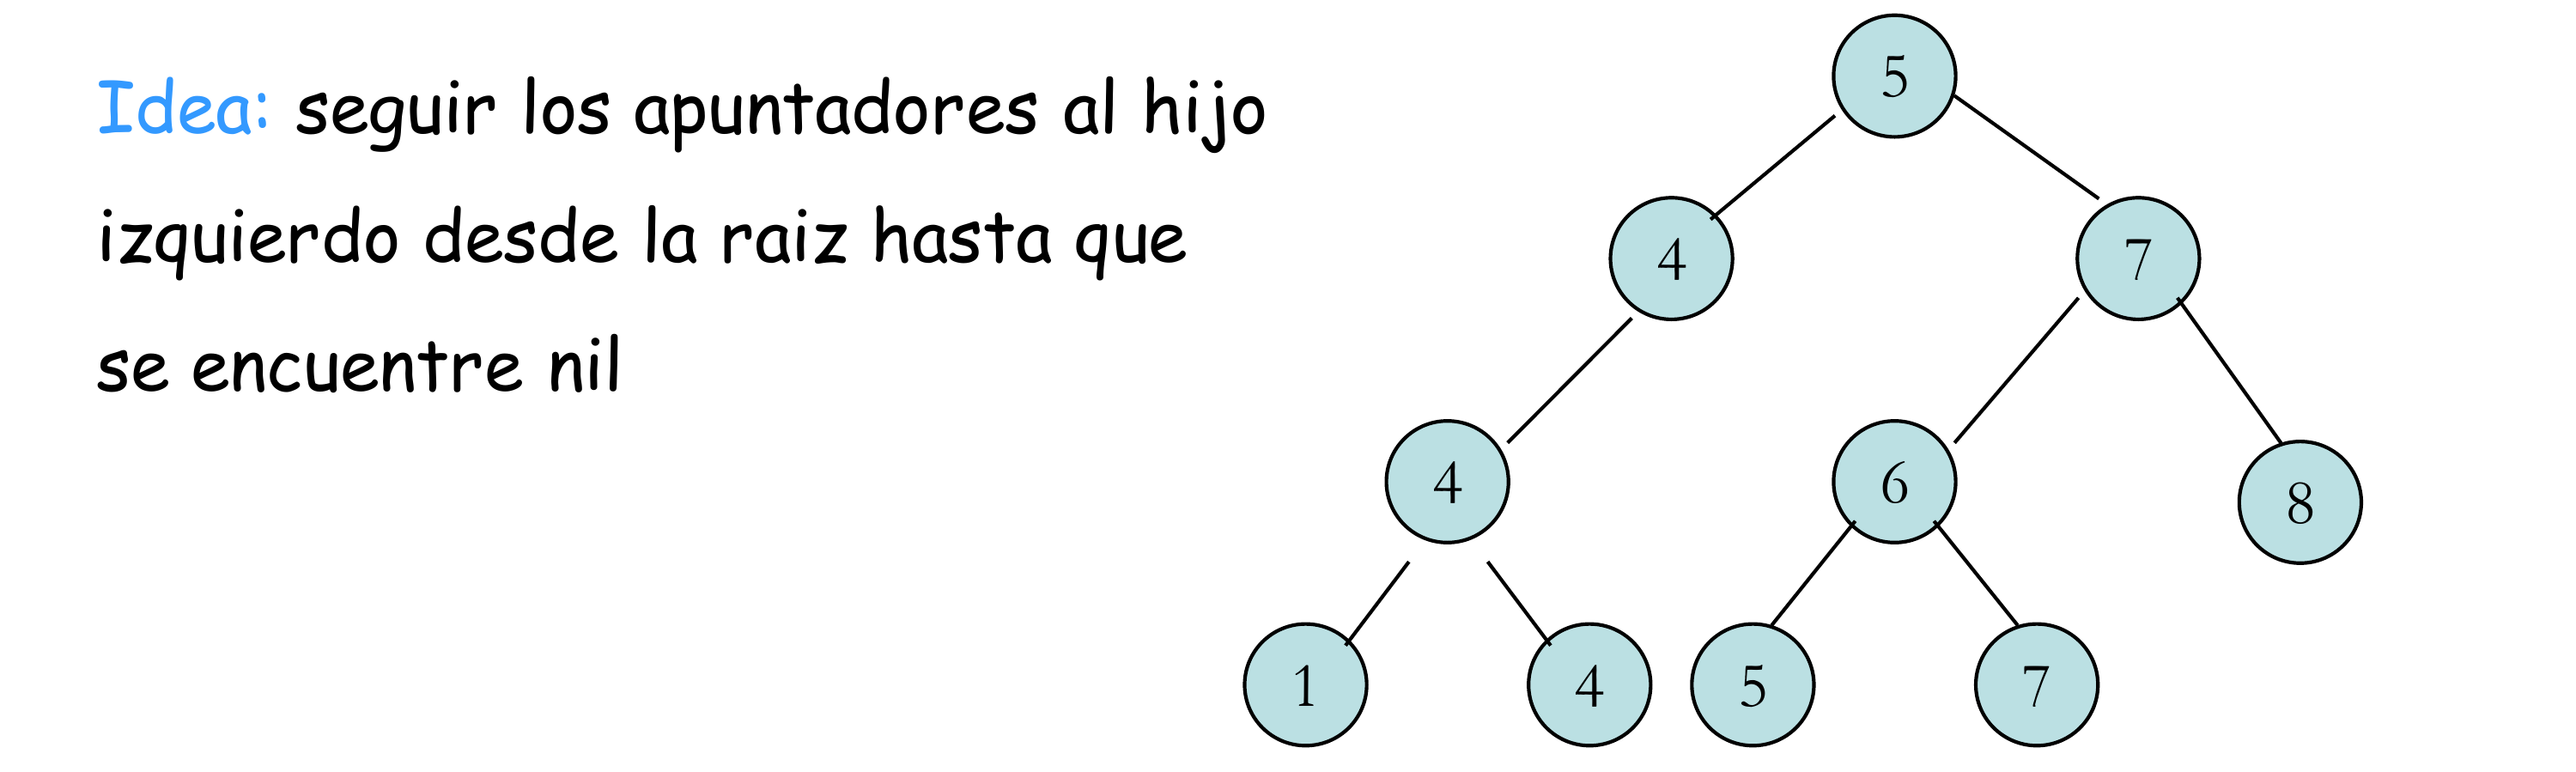 Idea: seguir los apuntadores al hijo
izquierdo desde la raiz hasta que
se encuentre nil
5
4 7
4 6 8
1 4 5 7